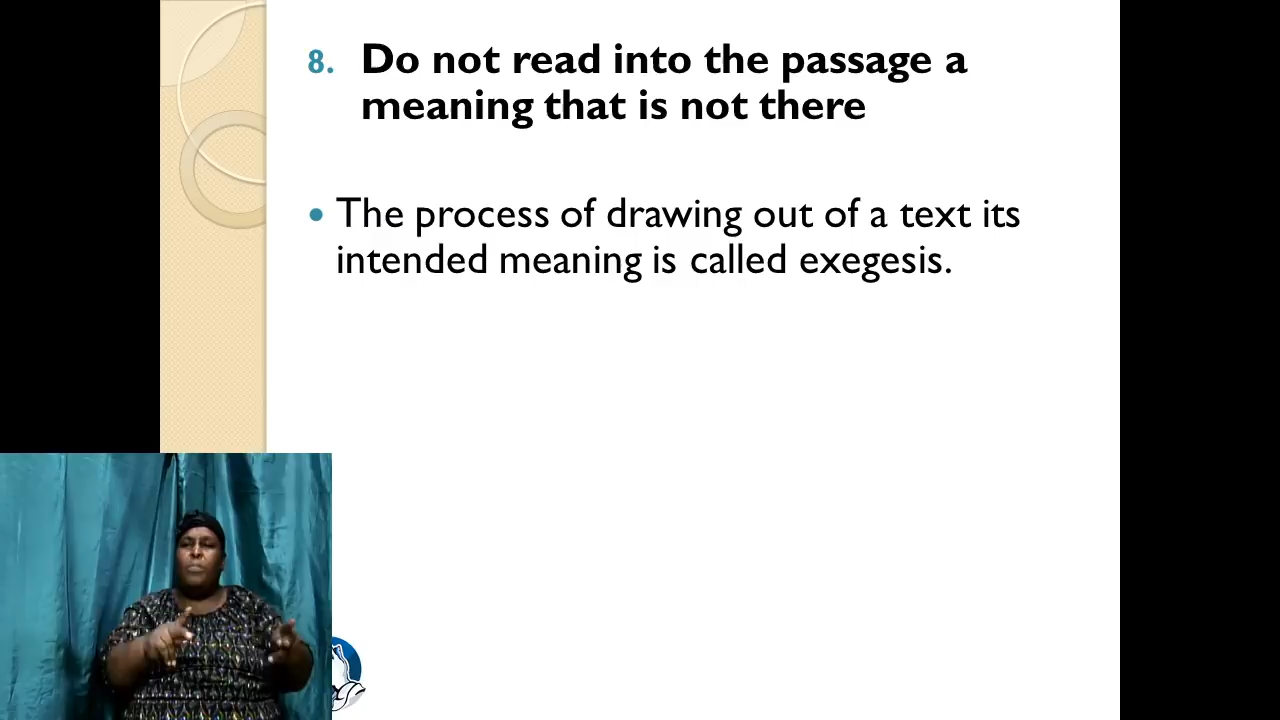 8. Do not read into the passage a
meaning that is not there
• The process of drawing out of a text its
intended meaning is called exegesis.